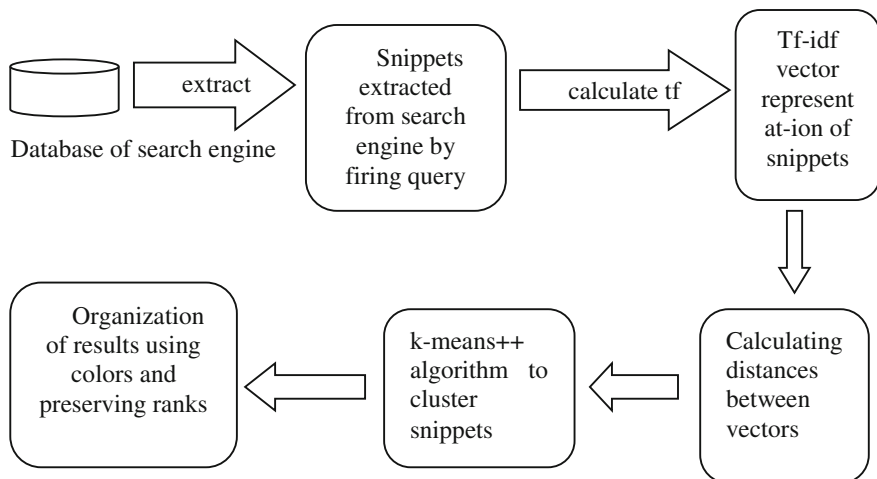 extract
Database of search engine
Snippets
extracted
from search
engine by
firing query
calculate tf
Tf-idf
vector
represent
at-ion of
snippets
Calculating
distances
between
vectors
k-means++
algorithm to
cluster
snippets
Organization
of results using
colors and
preserving ranks